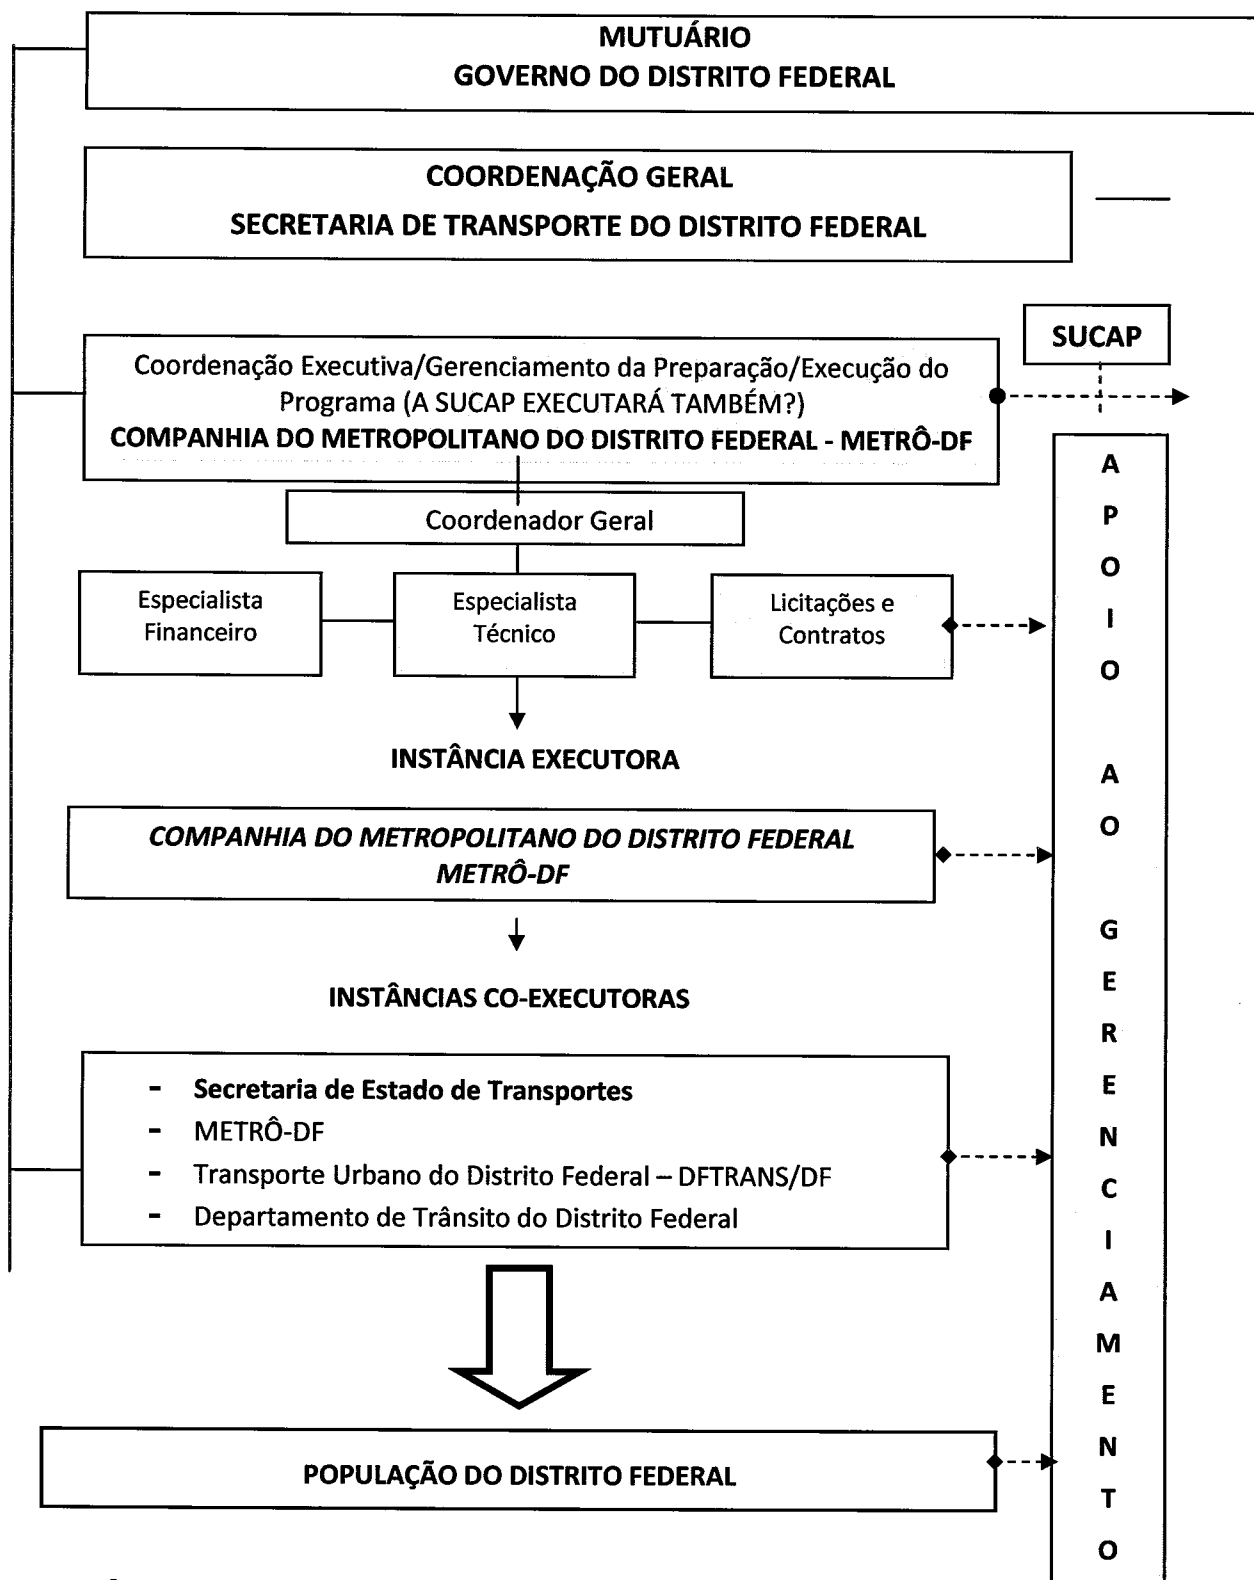 MUTUÁRIO
GOVERNO DO DISTRITO FEDERAL
COORDENAÇÃO GERAL
SECRETARIA DE TRANSPORTE DO DISTRITO FEDERAL
SUCAP
Coordenação Executiva/Gerenciamento da Preparação/Execução do
Programa (A SUCAP EXECUTARÁ TAMBÉM?)
COMPANHIA DO METROPOLITANO DO DISTRITO FEDERAL - METRÔ-DF
Coordenador Geral
Especialista
Financeiro
Especialista
Técnico
Licitações e
Contratos
INSTÂNCIA EXECUTORA
COMPANHIA DO METROPOLITANO DO DISTRITO FEDERAL
METRÔ-DF
INSTÂNCIAS CO-EXECUTORAS
- Secretaria de Estado de Transportes
- METRÔ-DF
- Transporte Urbano do Distrito Federal – DFTRANS/DF
- Departamento de Trânsito do Distrito Federal
POPULAÇÃO DO DISTRITO FEDERAL
APOIO AO GERENCIAMENTO